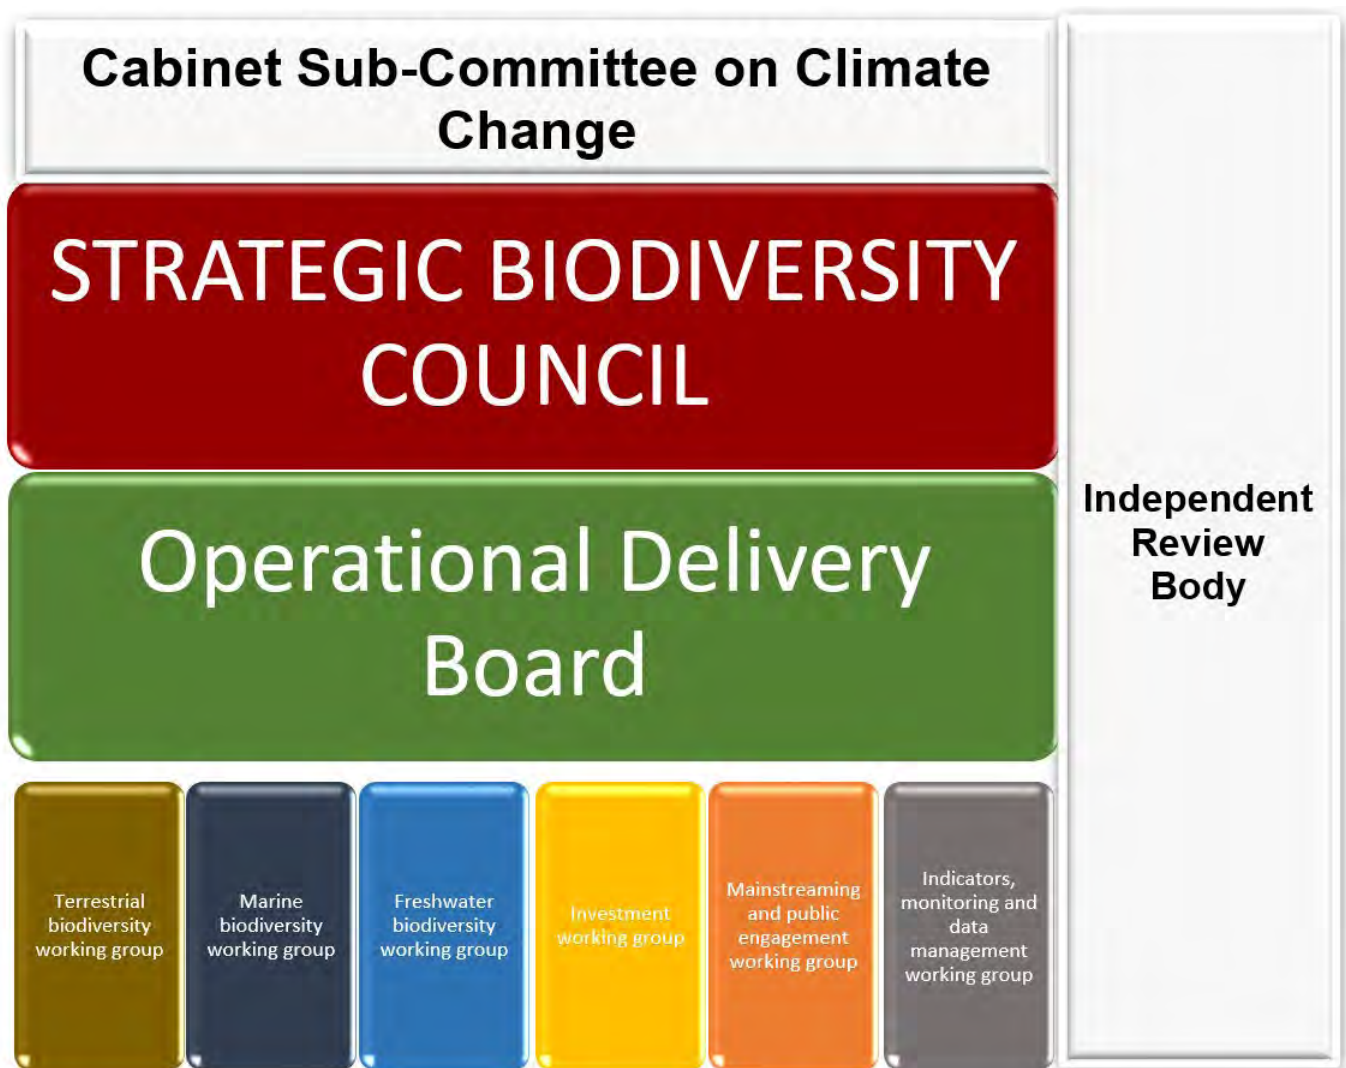 Cabinet Sub-Committee on Climate
Change
STRATEGIC BIODIVERSITY
COUNCIL
Operational Delivery
Board
Terrestrial
biodiversity
working group
Marine
biodiversity
working group
Freshwater
biodiversity
working group
Investment
working group
Mainstreaming
and public
engagement
working group
Indicators,
monitoring and
data
management
working group
Independent
Review
Body